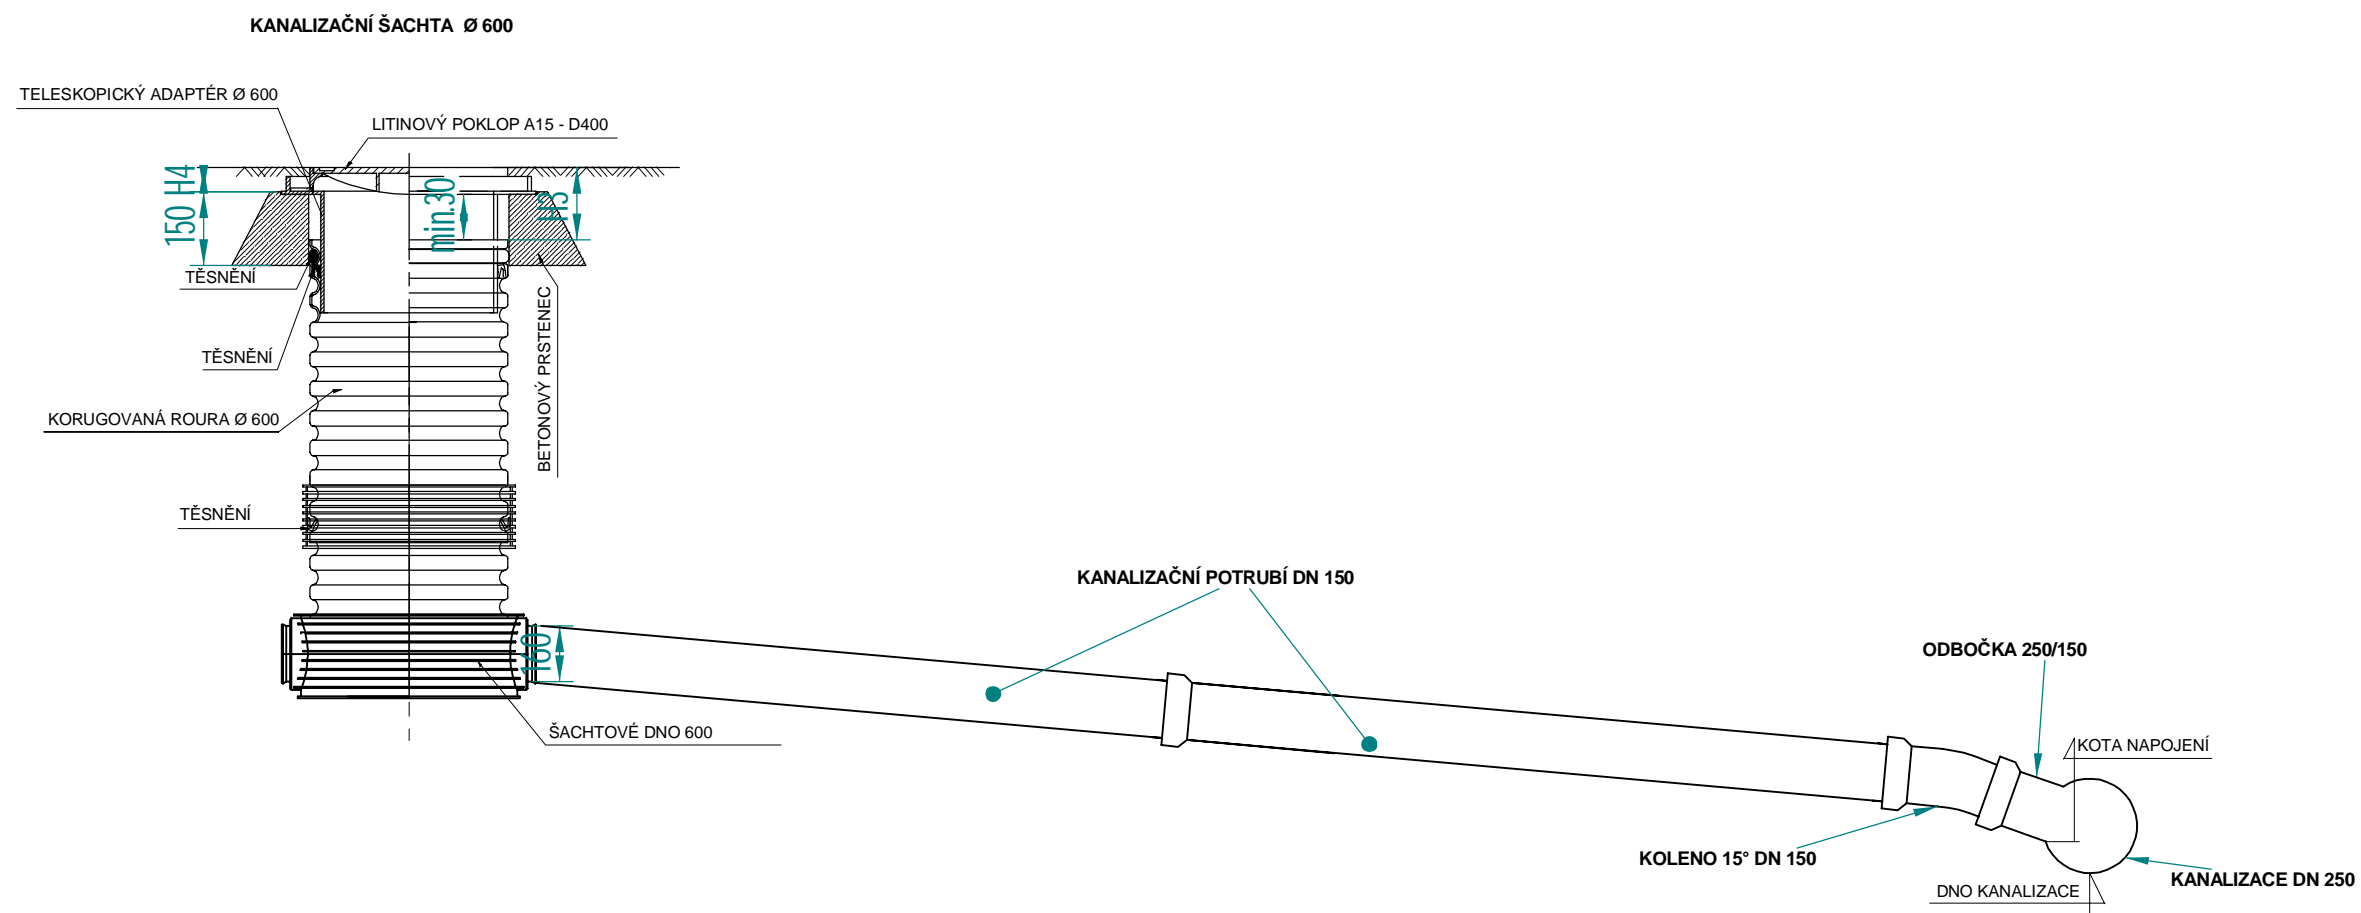 KANALIZAČNÍ ŠACHTA Ø 600
TELESKOPICKÝ ADAPTÉR Ø 600
LITINOVÝ POKLOP A15 - D400
H4
150
min.30
H3
TĚSNĚNÍ
BETONOVÝ PRSTENEC
TĚSNĚNÍ
KORUGOVANÁ ROURA Ø 600
TĚSNĚNÍ
KANALIZAČNÍ POTRUBÍ DN 150
160
ODBOČKA 250/150
ŠACHTOVÉ DNO 600
KOTA NAPOJENÍ
KOLENO 15° DN 150
KANALIZACE DN 250
DNO KANALIZACE